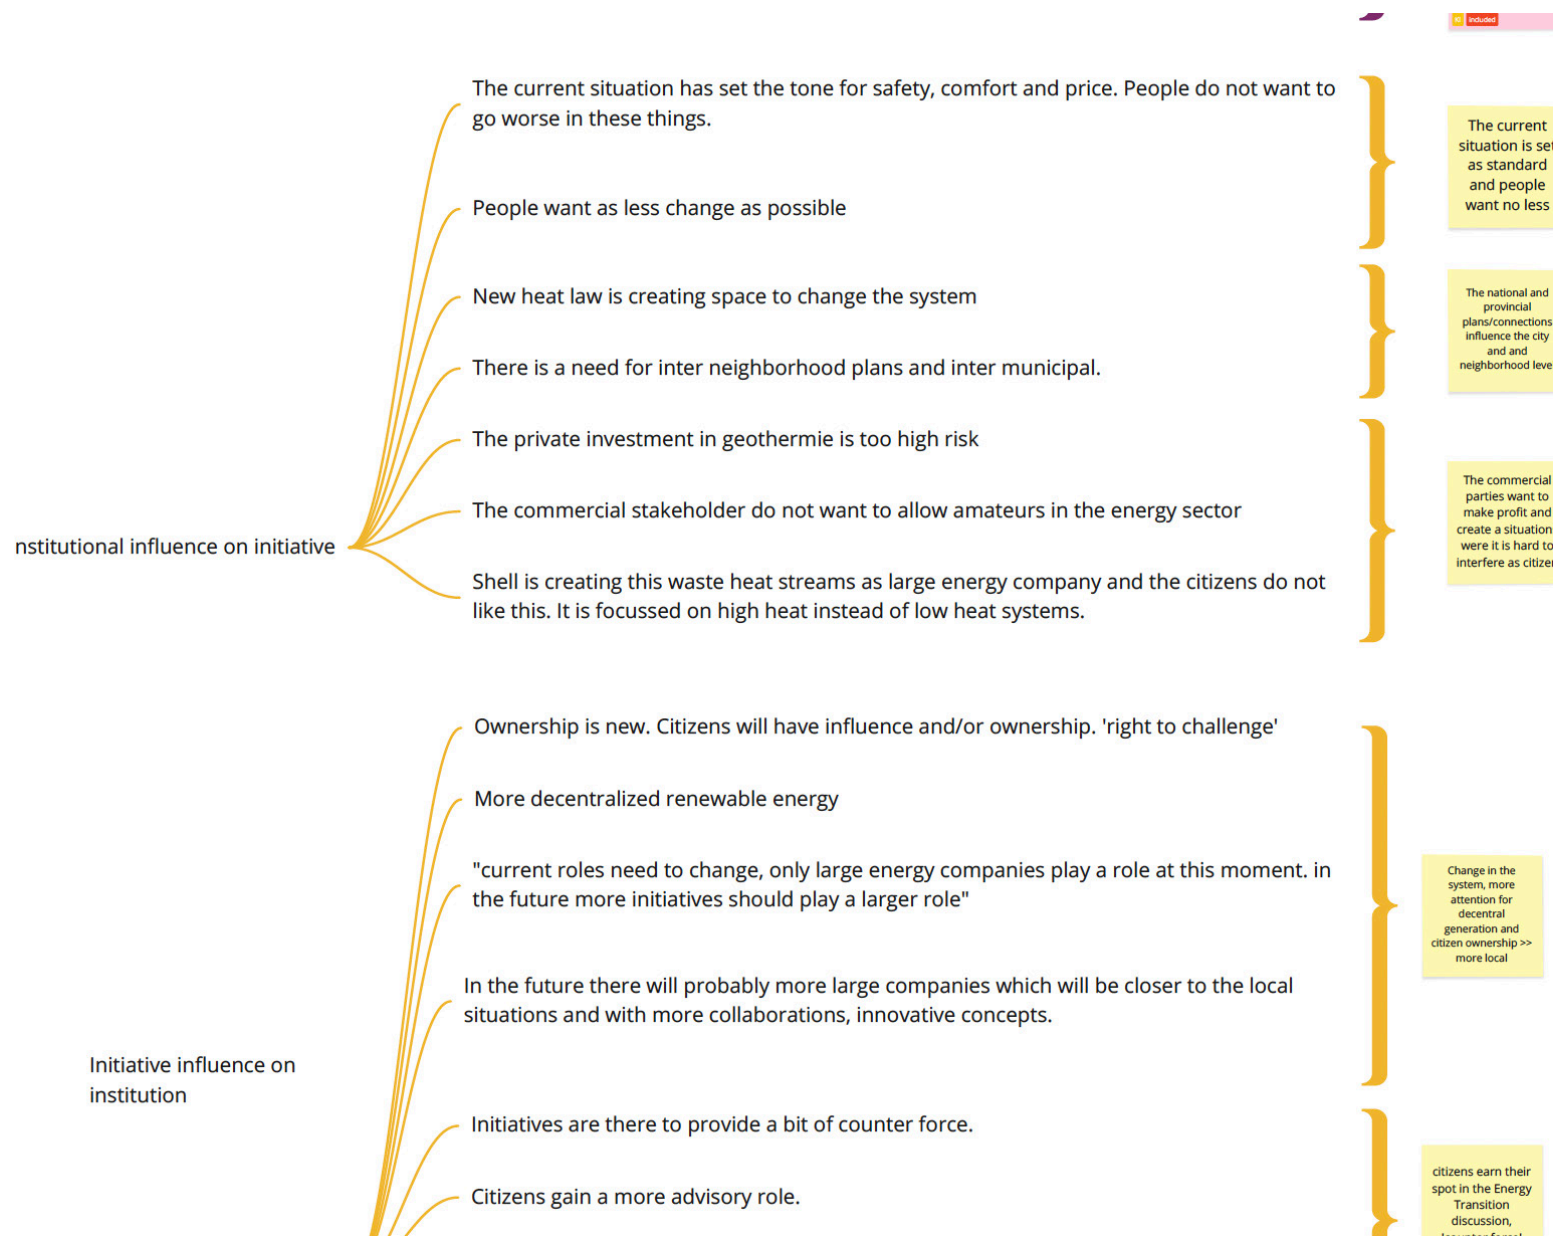 included
The current situation has set the tone for safety, comfort and price. People do not want to
go worse in these things.
The current
situation is set
as standard
and people
want no less
People want as less change as possible
New heat law is creating space to change the system
The national and
provincial
plans/connections
influence the city
and and
neighborhood leve
There is a need for inter neighborhood plans and inter municipal.
The private investment in geothermie is too high risk
The commercial stakeholder do not want to allow amateurs in the energy sector
The commercial
parties want to
make profit and
create a situation
were it is hard to
interfere as citize
nstitutional influence on initiative
Shell is creating this waste heat streams as large energy company and the citizens do not
like this. It is focussed on high heat instead of low heat systems.
Ownership is new. Citizens will have influence and/or ownership. 'right to challenge'
More decentralized renewable energy
"current roles need to change, only large energy companies play a role at this moment. in
the future more initiatives should play a larger role"
Change in the
system, more
attention for
decentral
generation and
citizen ownership >>
more local
In the future there will probably more large companies which will be closer to the local
situations and with more collaborations, innovative concepts.
Initiative influence on
institution
Initiatives are there to provide a bit of counter force.
Citizens gain a more advisory role.
citizens earn their
spot in the Energy
Transition
discussion,